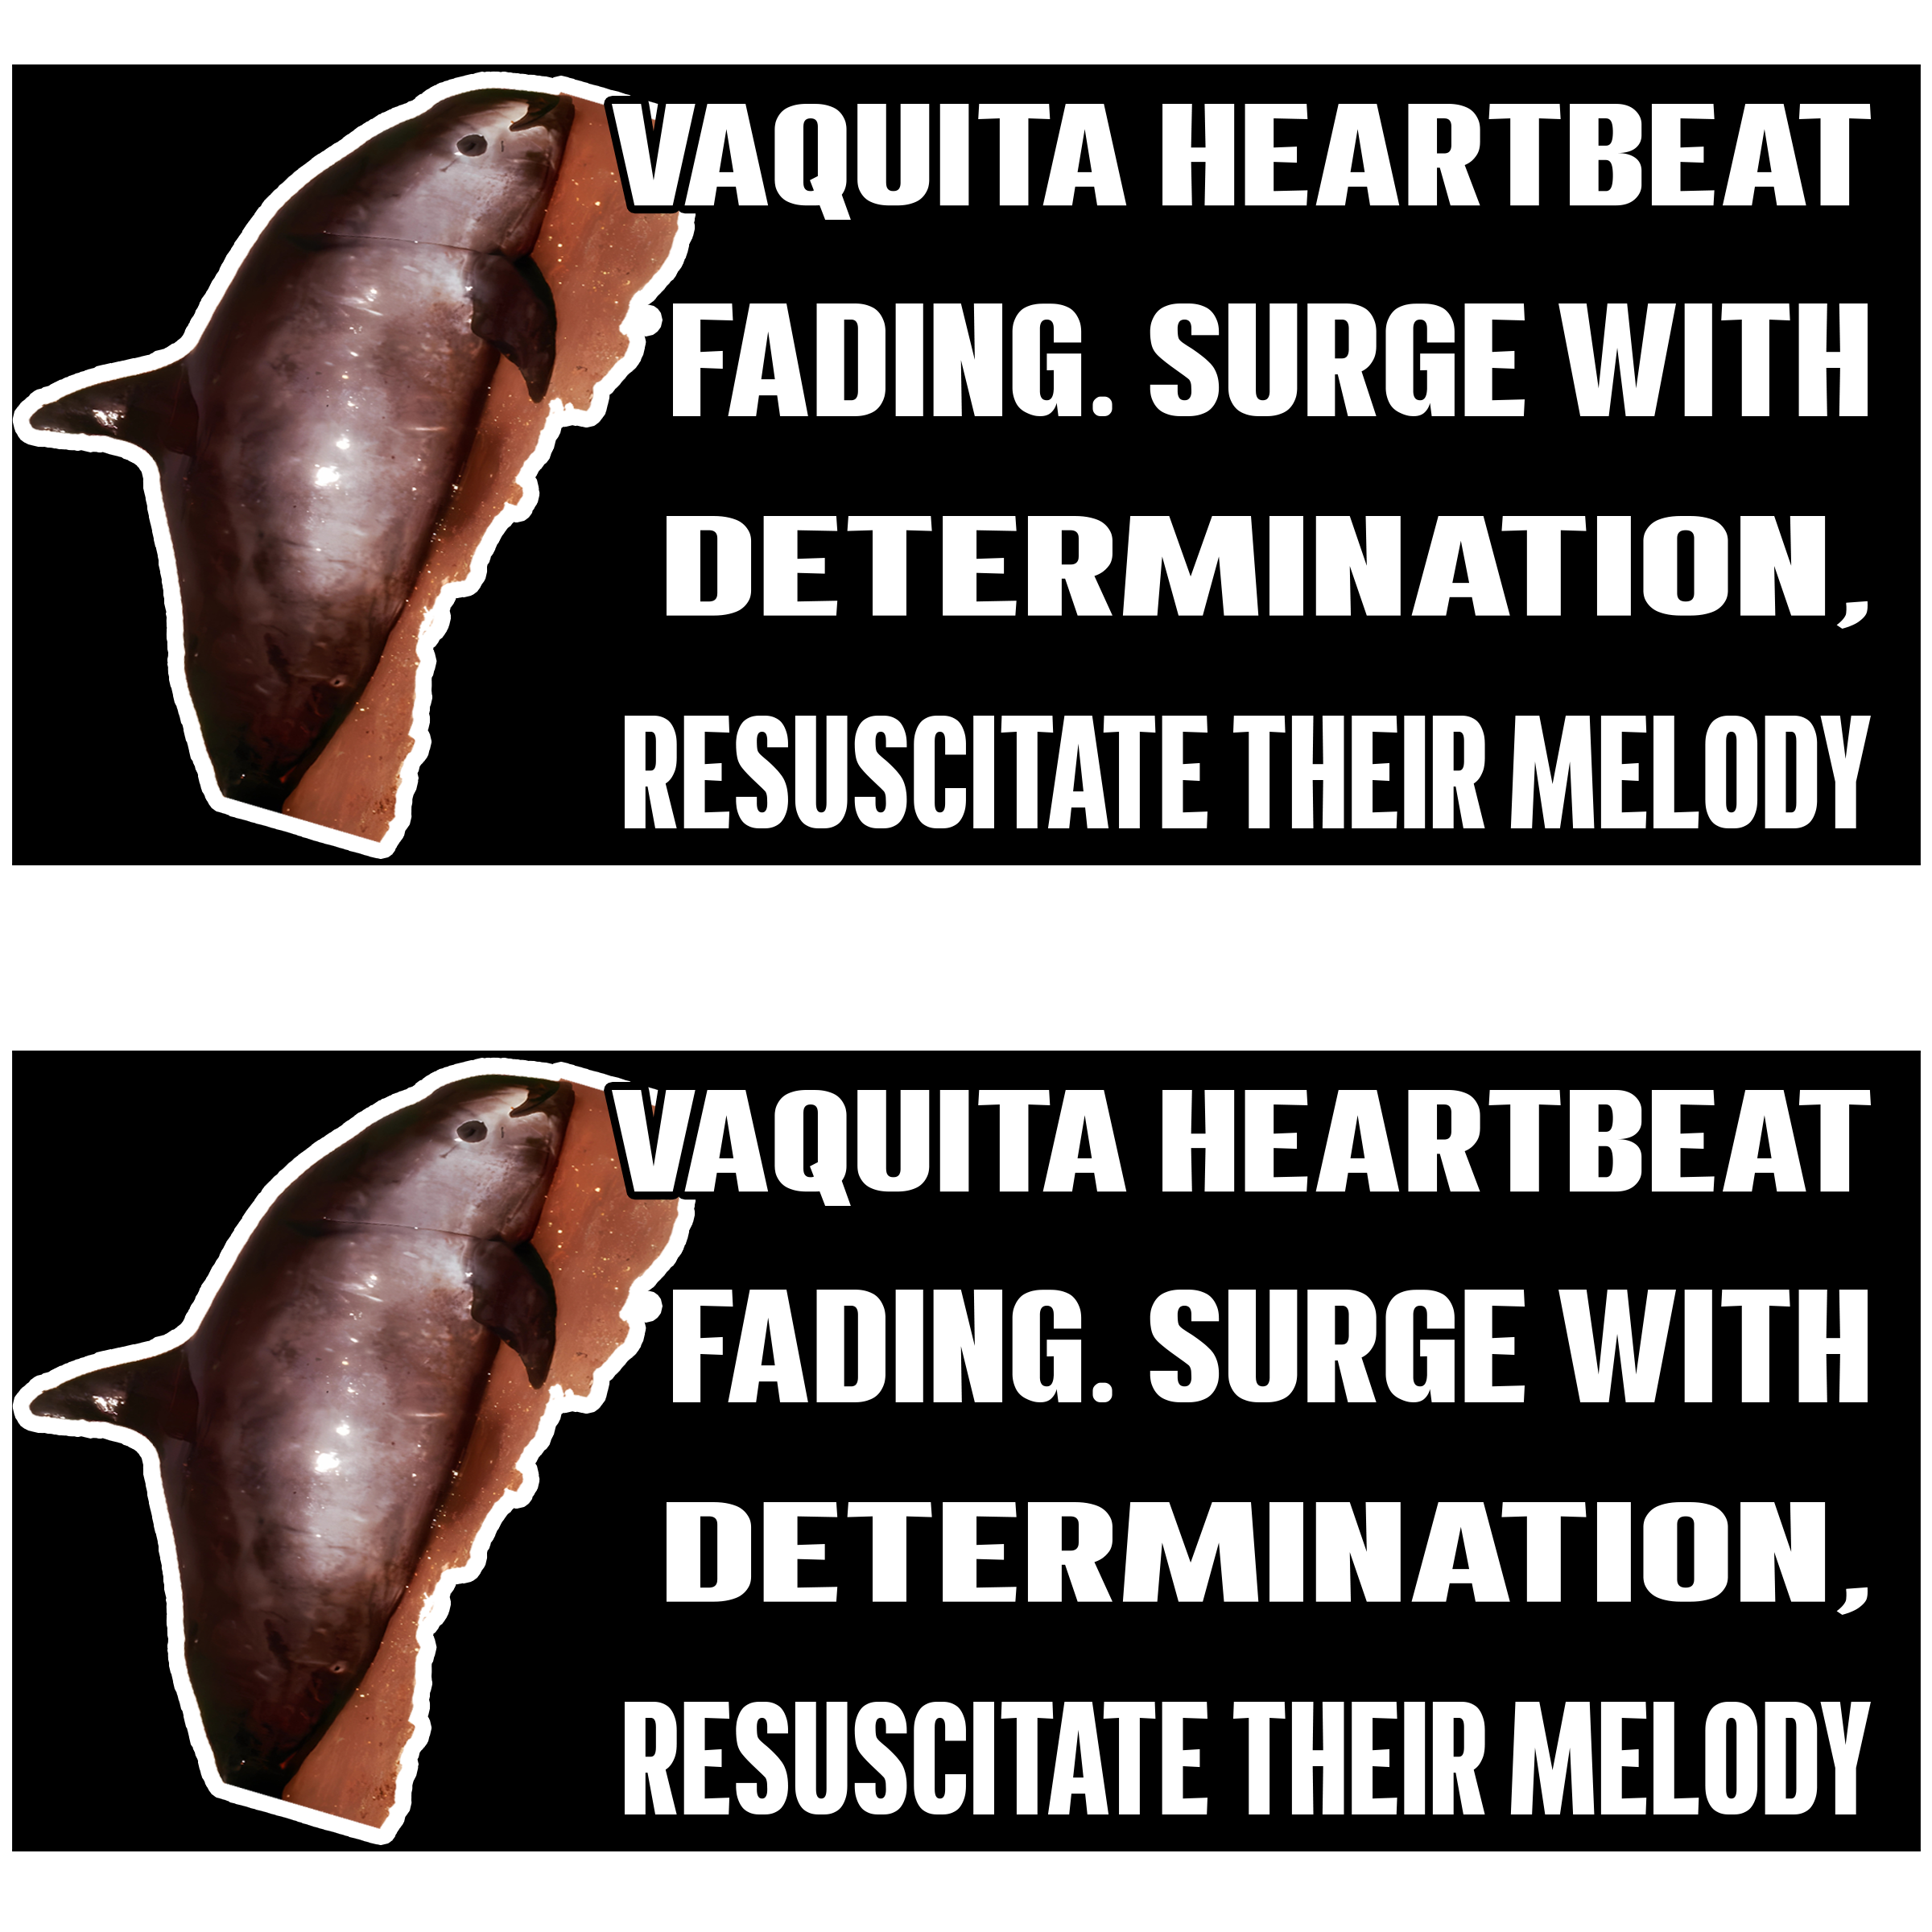 VAQUITA HEARTBEAT
FADING. SURGE WITH
DETERMINATION,
RESUSCITATE THEIR MELODY
VAQUITA HEARTBEAT
FADING. SURGE WITH
DETERMINATION,
RESUSCITATE THEIR MELODY